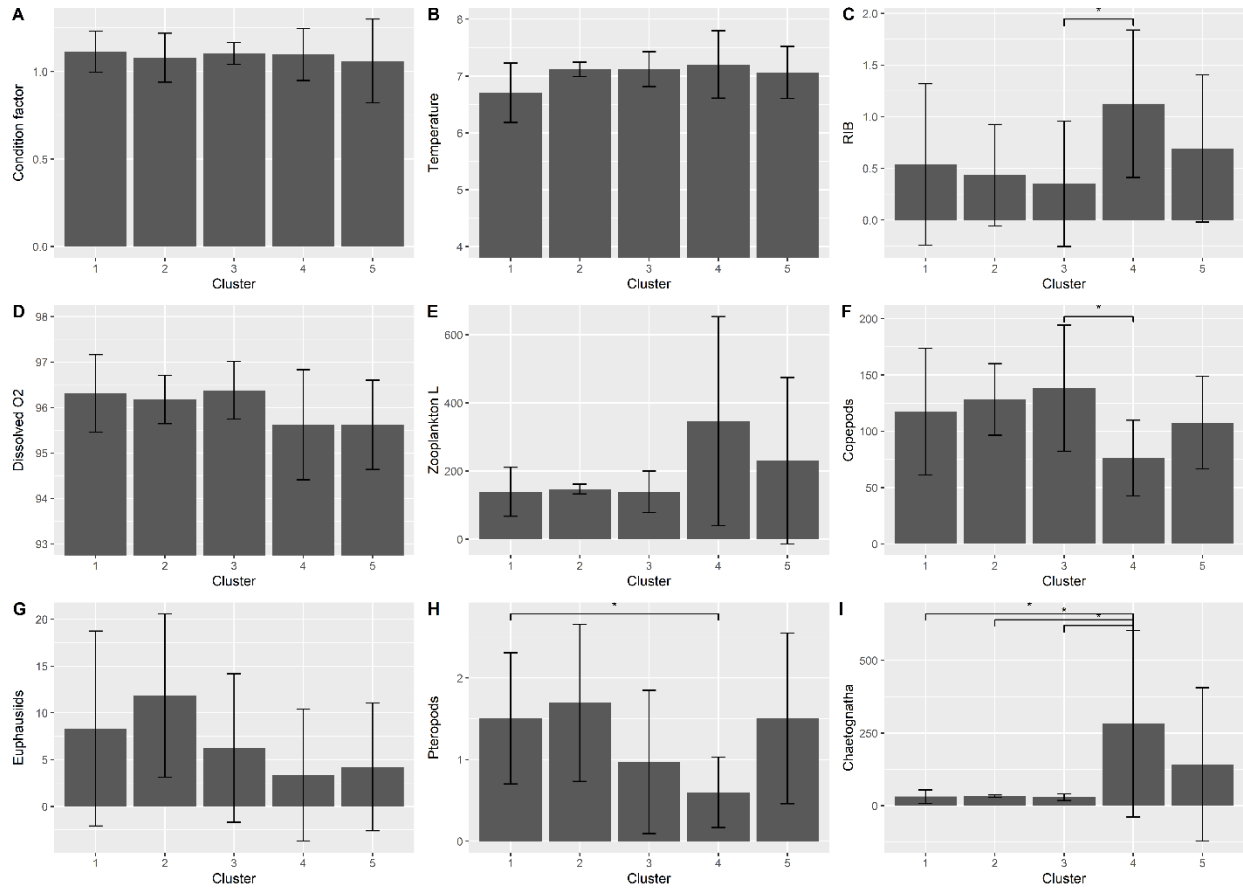 A
Condition factor
1.0
0.5
0.0
1 2 3 4 5
Cluster
B
Temperature
8
7
6
5
4
1 2 3 4 5
Cluster
C
RIB
2.0
1.5
1.0
0.5
0.0
*
1 2 3 4 5
Cluster
D
Dissolved O2
98
97
96
95
94
93
1 2 3 4 5
Cluster
E
Zooplankton L
600
400
200
0
1 2 3 4 5
Cluster
F
Copepods
200
150
100
50
0
*
1 2 3 4 5
Cluster
G
Euphausiids
20
15
10
5
0
1 2 3 4 5
Cluster
H
Pteropods
2
1
0
*
1 2 3 4 5
Cluster
I
Chaetognatha
500
250
0
*
*
*
1 2 3 4 5
Cluster